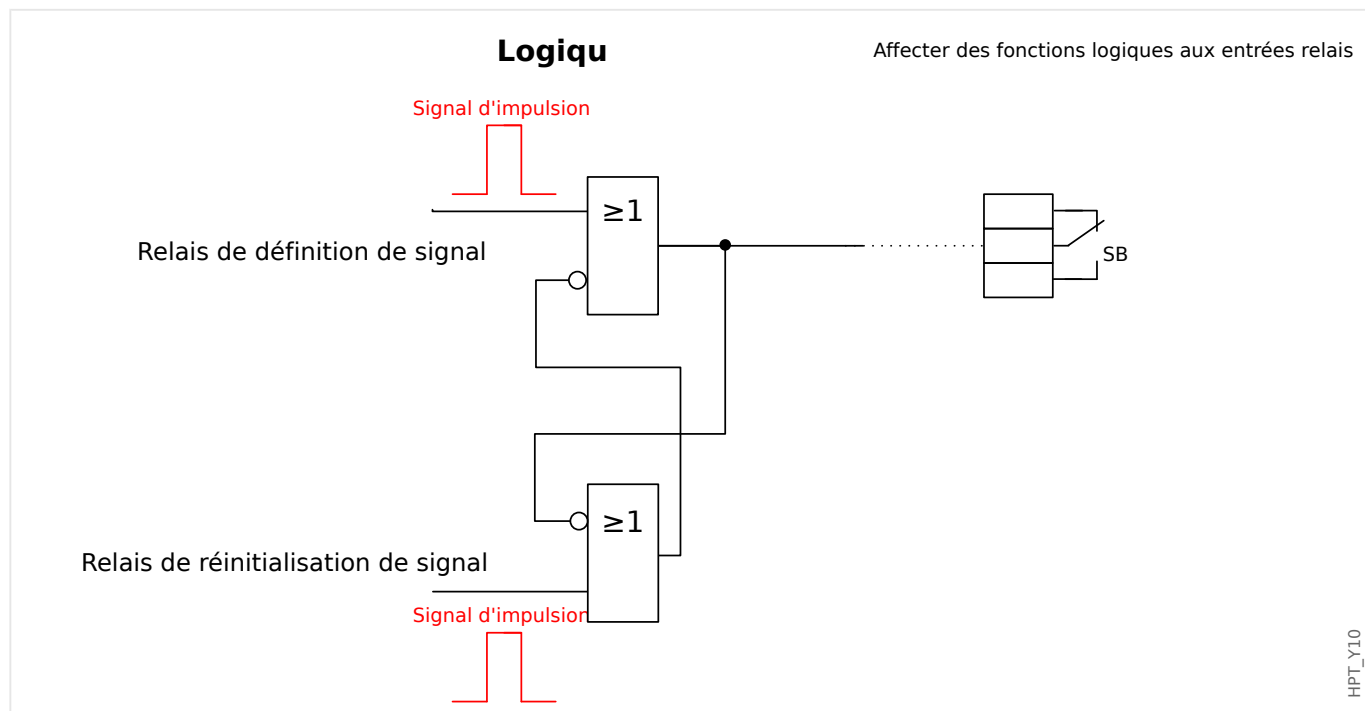 Logiqu
Affecter des fonctions logiques aux entrées relais
Signal d'impulsion
≥1
Relais de définition de signal
SB
≥1
Relais de réinitialisation de signal
Signal d'impulsion
HPT_Y10